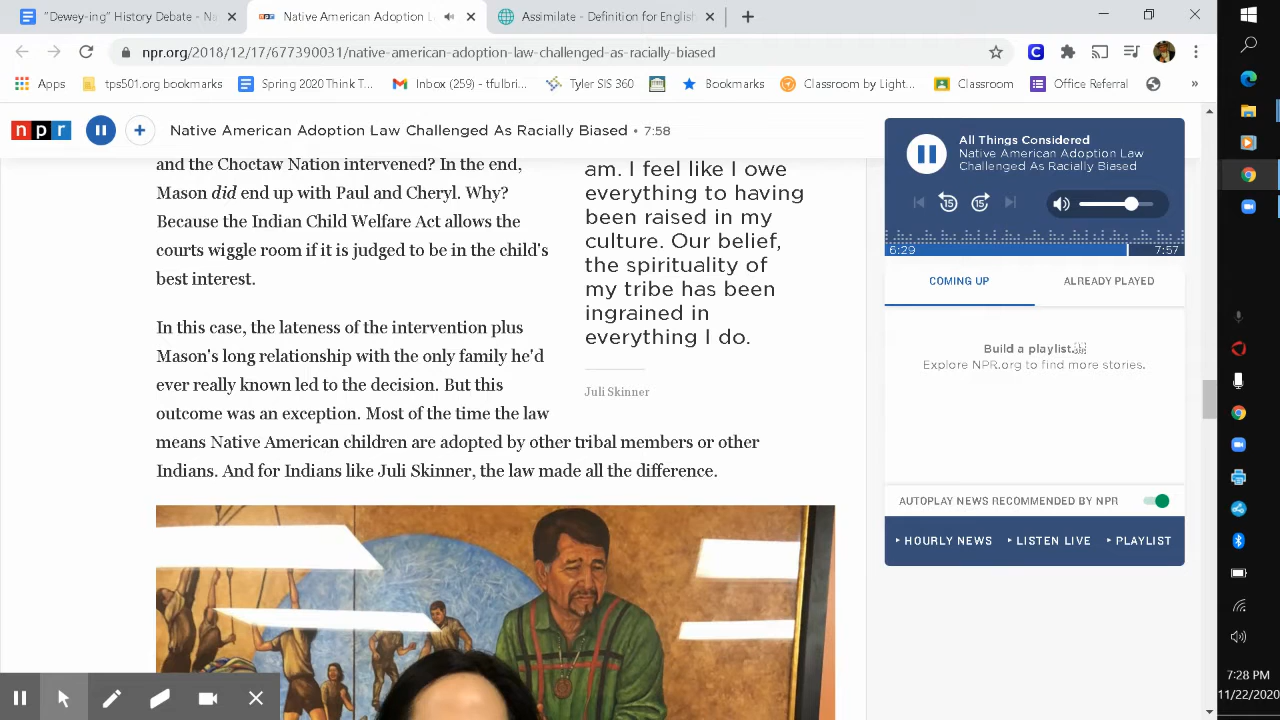 "Dewey-ing" History Debate - Na
Native American Adoption L
Assimilate - Definition for English
npr.org/2018/12/17/677390031/native-american-adoption-law-challenged-as-racially-biased
Apps
tps501.org bookmarks
Spring 2020 Think T...
Inbox (259) - tfulbri...
Tyler SIS 360
Bookmarks
Classroom by Light...
Classroom
Office Referral
»
npr
Native American Adoption Law Challenged As Racially Biased • 7:58
and the Choctaw Nation intervened? In the end,
Mason did end up with Paul and Cheryl. Why?
Because the Indian Child Welfare Act allows the
courts wiggle room if it is judged to be in the child's
best interest.
In this case, the lateness of the intervention plus
Mason's long relationship with the only family he'd
ever really known led to the decision. But this
outcome was an exception. Most of the time the law
means Native American children are adopted by other tribal members or other
Indians. And for Indians like Juli Skinner, the law made all the difference.
am. I feel like I owe
everything to having
been raised in my
culture. Our belief,
the spirituality of
my tribe has been
ingrained in
everything I do.
Juli Skinner
All Things Considered
Native American Adoption Law
Challenged As Racially Biased
15
15
6:29
7:57
COMING UP
ALREADY PLAYED
Build a playlist.
Explore NPR.org to find more stories.
AUTOPLAY NEWS RECOMMENDED BY NPR
HOURLY NEWS
LISTEN LIVE
PLAYLIST
7:28 PM
11/22/2020